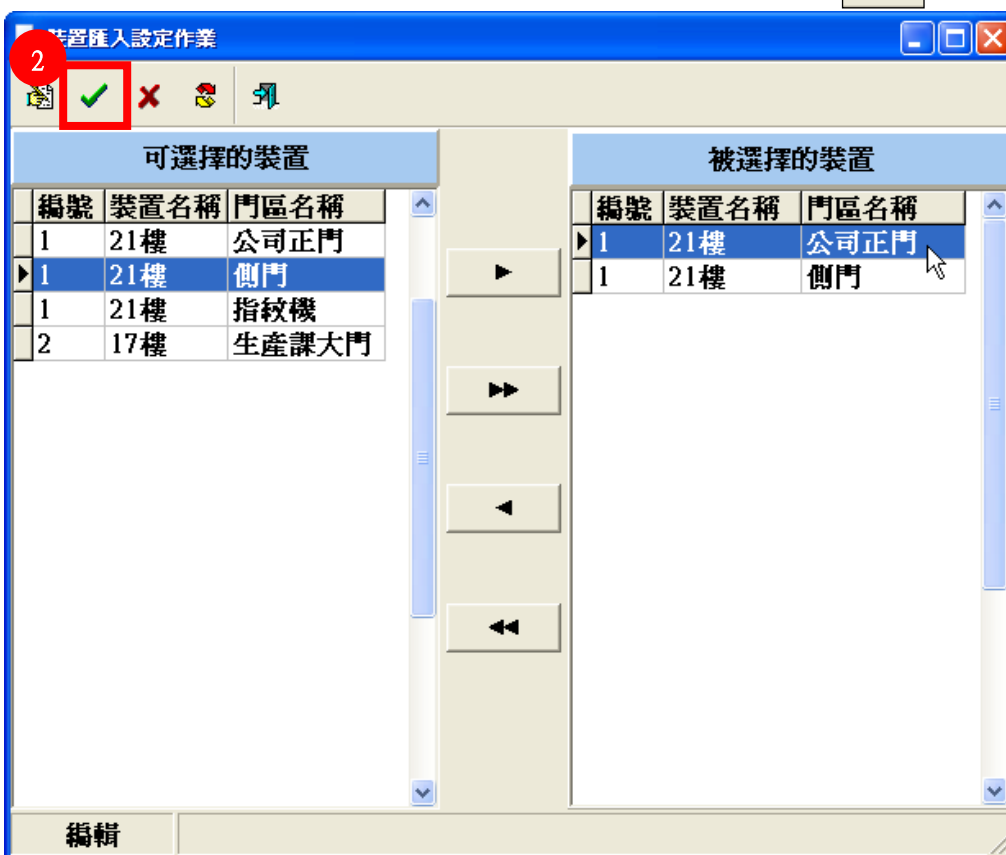 裝置匯入設定作業
2
可選擇的裝置
編號 裝置名稱 門區名稱
1 21樓 公司正門
1 21樓 側門
1 21樓 指紋機
2 17樓 生產課大門
被選擇的裝置
編號 裝置名稱 門區名稱
1 21樓 公司正門
1 21樓 側門
編輯